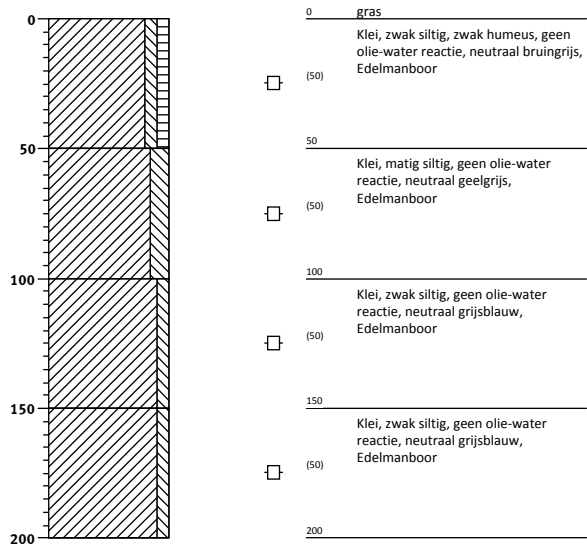 0
0
gras
Klei, zwak siltig, zwak humeus, geen
olie-water reactie, neutraal bruingrijs,
Edelmanboor
(50)
50
50
Klei, matig siltig, geen olie-water
reactie, neutraal geelgrijs,
Edelmanboor
(50)
100
100
Klei, zwak siltig, geen olie-water
reactie, neutraal grijsblauw,
Edelmanboor
(50)
150
150
Klei, zwak siltig, geen olie-water
reactie, neutraal grijsblauw,
Edelmanboor
(50)
200
200